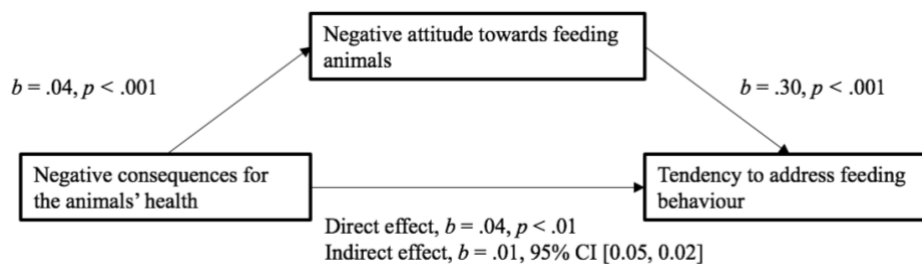 Negative attitude towards feeding
animals
b = .04, p < .001
b = .30, p < .001
Negative consequences for
the animals' health
Tendency to address feeding
behaviour
Direct effect, b = .04, p < .01
Indirect effect, b = .01, 95% CI [0.05, 0.02]